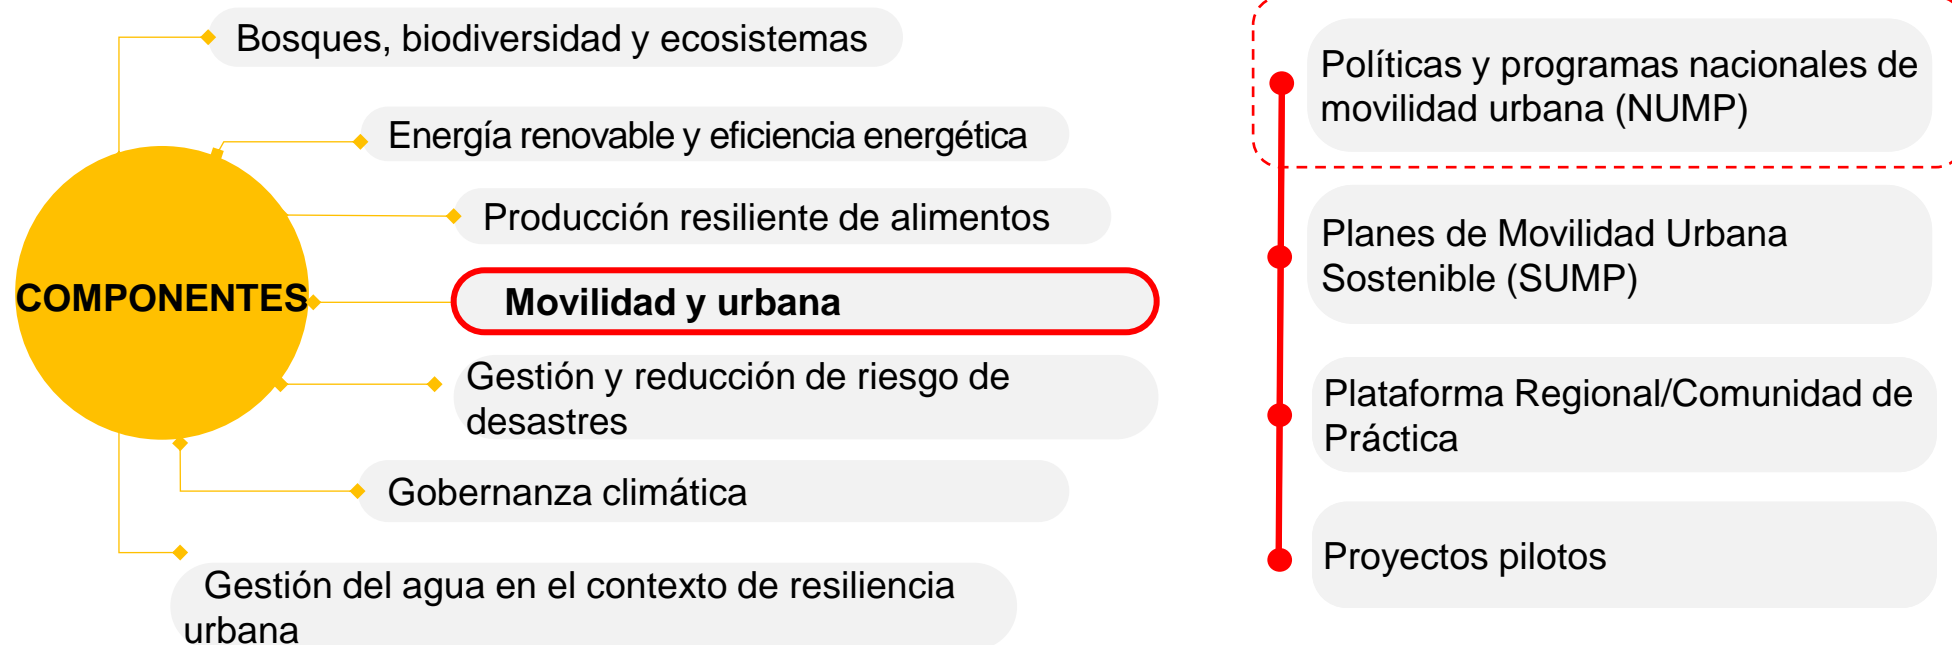 Bosques, biodiversidad y ecosistemas
Energía renovable y eficiencia energética
Producción resiliente de alimentos
COMPONENTES
Movilidad y urbana
Gestión y reducción de riesgo de
desastres
Gobernanza climática
Gestión del agua en el contexto de resiliencia
urbana
Políticas y programas nacionales de
movilidad urbana (NUMP)
Planes de Movilidad Urbana
Sostenible (SUMP)
Plataforma Regional/Comunidad de
Práctica
Proyectos pilotos